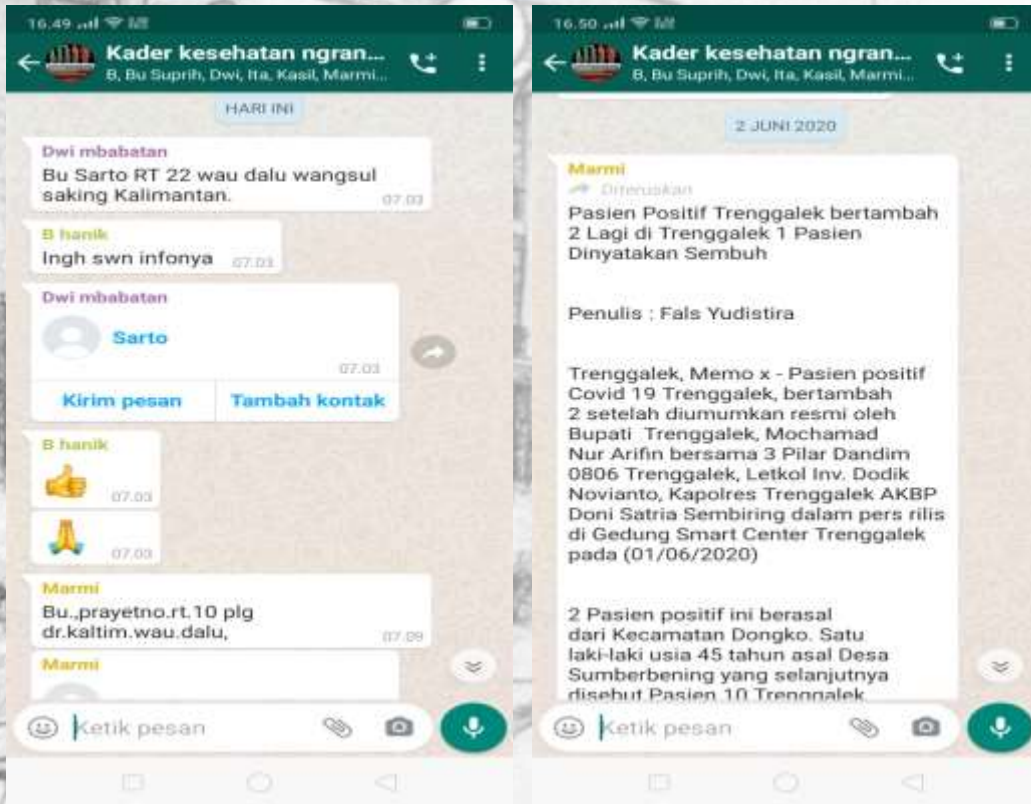 16.49
Kader kesehatan ngran...
B, Bu Suprih, Dwi, Ita, Kasil, Marmi...
HARI INI
Dwi mbabatan
Bu Sarto RT 22 wau dalu wangsul
saking Kalimantan.
07.03
B hanik
Ingh swn infonya 07.03
Dwi mbabatan
Sarto
07.03
Kirim pesan Tambah kontak
B hanik
👍 07.03
🙏 07.03
Marmi
Bu.,prayetno.rt.10 plg
dr.kaltim.wau.dalu,
07.09
Marmi
Ketik pesan
16.50
Kader kesehatan ngran...
B, Bu Suprih, Dwi, Ita, Kasil, Marmi...
2 JUNI 2020
Marmi
Diteruskan
Pasien Positif Trenggalek bertambah
2 Lagi di Trenggalek 1 Pasien
Dinyatakan Sembuh
Penulis : Fals Yudistira
Trenggalek, Memo x - Pasien positif
Covid 19 Trenggalek, bertambah
2 setelah diumumkan resmi oleh
Bupati Trenggalek, Mochamad
Nur Arifin bersama 3 Pilar Dandim
0806 Trenggalek, Letkol Inv. Dodik
Novianto, Kapolres Trenggalek AKBP
Doni Satria Sembiring dalam pers rilis
di Gedung Smart Center Trenggalek
pada (01/06/2020)
2 Pasien positif ini berasal
dari Kecamatan Dongko. Satu
laki-laki usia 45 tahun asal Desa
Sumberbening yang selanjutnya
disebut Pasien 10 Trenggalek
Ketik pesan